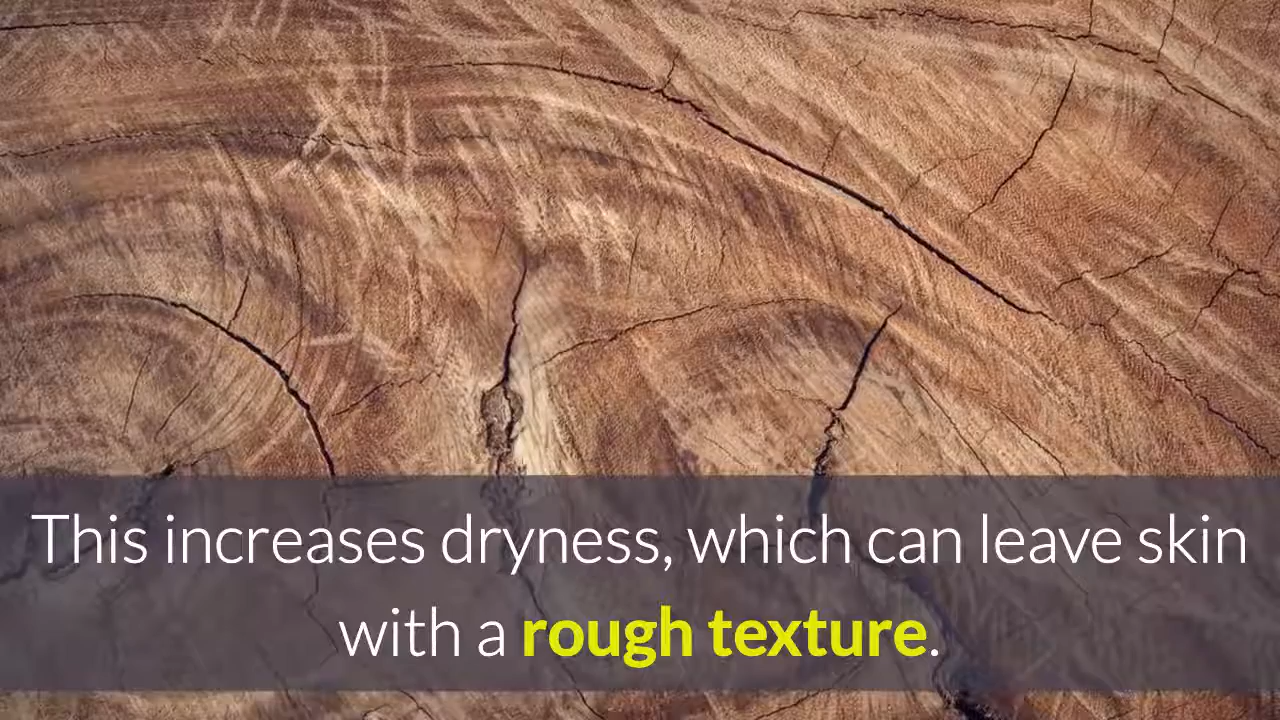 This increases dryness, which can leave skin
with a rough texture.